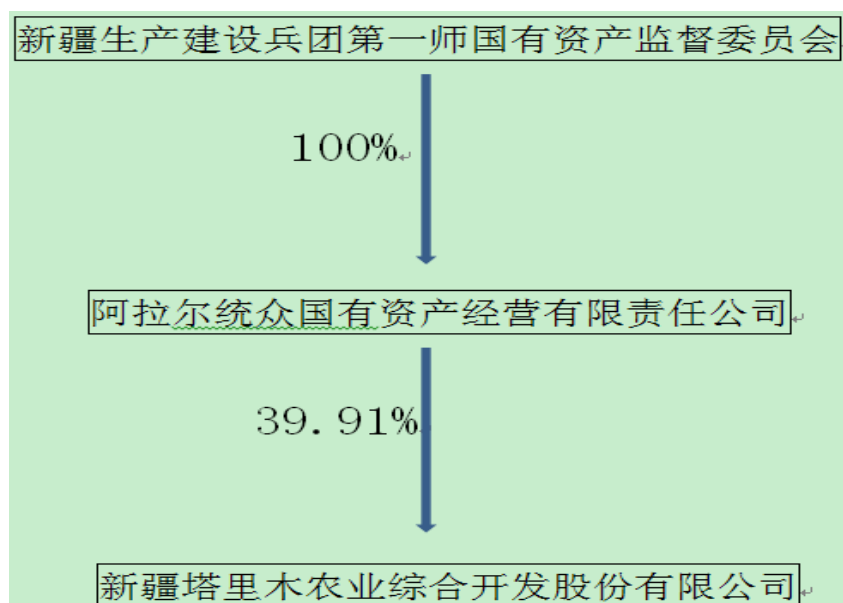 新疆生产建设兵团第一师国有资产监督委员会
100%
阿拉尔统众国有资产经营有限责任公司
39.91%
新疆塔里木农业综合开发股份有限公司